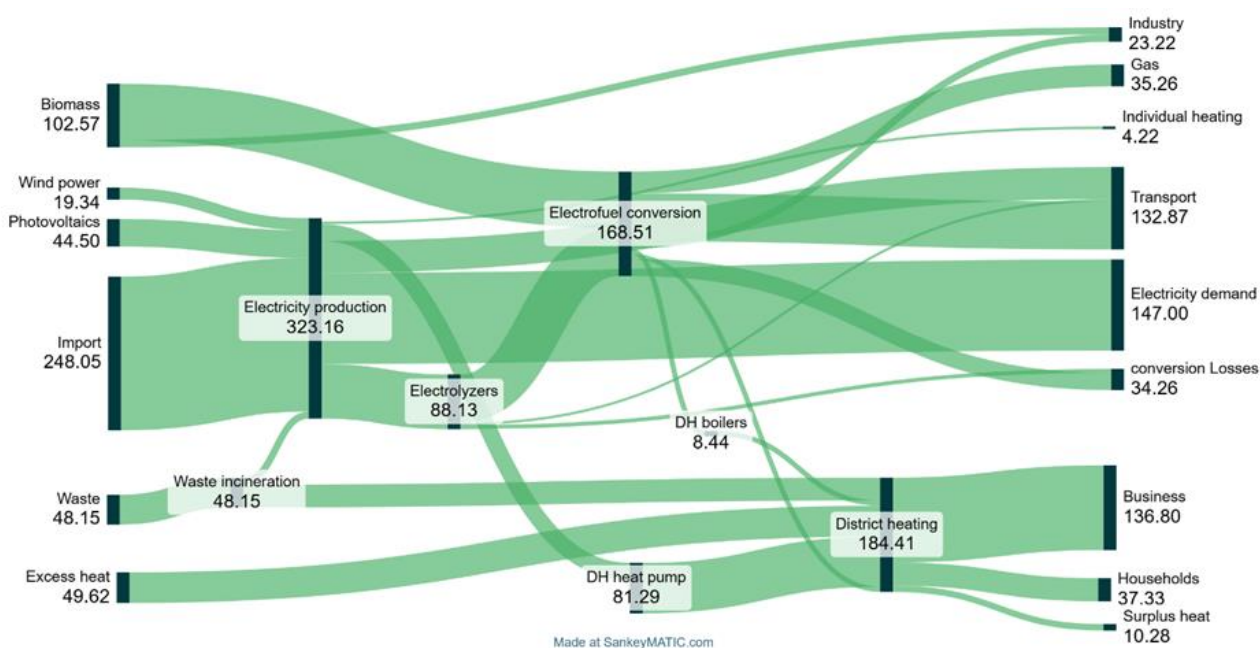 Industry
23.22
Gas
35.26
Biomass
102.57
Individual heating
4.22
Wind power
19.34
Transport
132.87
Photovoltaics
44.50
Electrofuel conversion
168.51
Electricity demand
147.00
Electricity production
323.16
Import
248.05
conversion Losses
34.26
Electrolyzers
88.13
DH boilers
8.44
Waste incineration
48.15
Waste
48.15
Business
136.80
District heating
184.41
Excess heat
49.62
DH heat pump
81.29
Households
37.33
Surplus heat
10.28
Made at SankeyMATIC.com